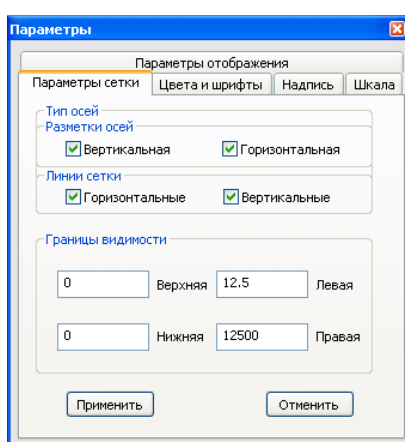 Параметры
Параметры отображения
Параметры сетки Цвета и шрифты Надпись Шкала
Тип осей
Разметки осей
Вертикальная Горизонтальная
Линии сетки
Горизонтальные Вертикальные
Границы видимости
0 Верхняя 12.5 Левая
0 Нижняя 12500 Правая
Применить Отменить